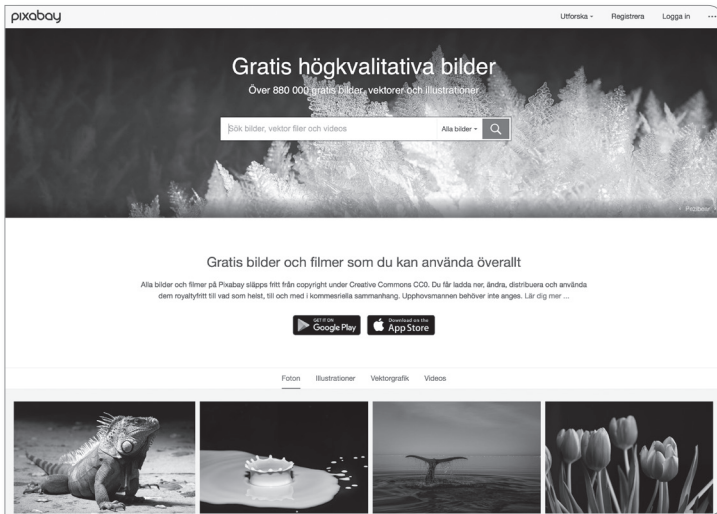 pixabay
Utforska
Registrera
Logga in
Gratis högkvalitativa bilder
Över 880 000 gratis bilder, vektorer och illustrationer
Sök bilder, vektor filer och videos
Alla bilder
Gratis bilder och filmer som du kan använda överallt
Alla bilder och filmer på Pixabay släpps fritt från copyright under Creative Commons CC0. Du får ladda ner, ändra, distribuera och använda
dem royaltyfritt till vad som helst, till och med i kommersiella sammanhang. Upphovsmannen behöver inte anges. Lär dig mer ...
GET IT ON
Google Play
Download on the
App Store
Foton
Illustrationer
Vektorgrafik
Videos